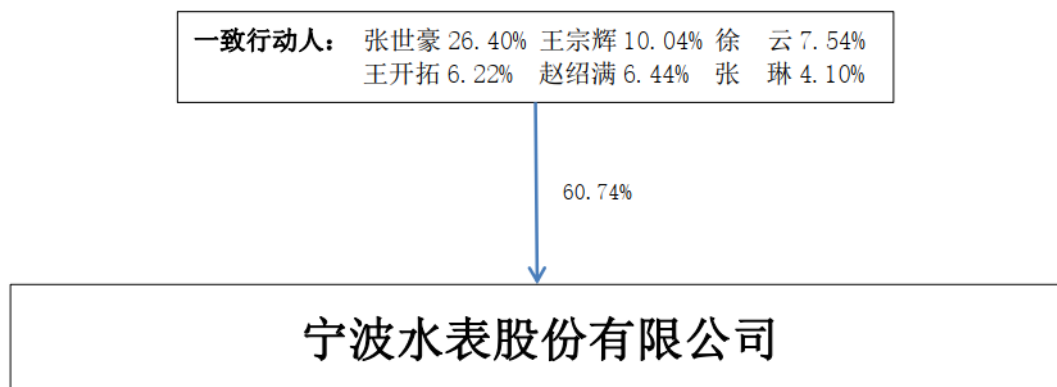 一致行动人: 张世豪 26.40% 王宗辉 10.04% 徐 云 7.54%
王开拓 6.22% 赵绍满 6.44% 张 琳 4.10%
60.74%
宁波水表股份有限公司